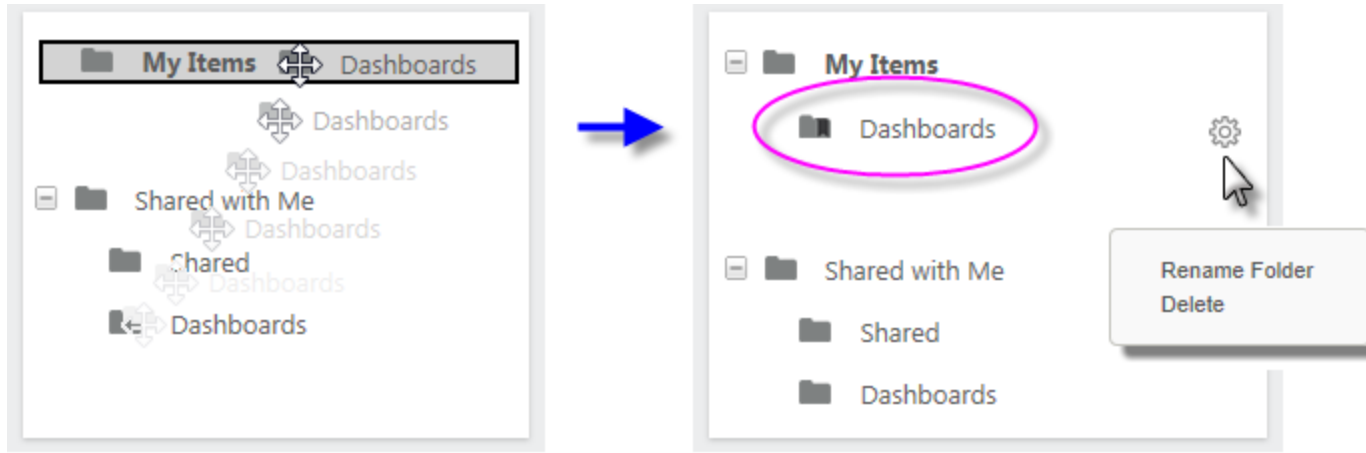 My Items Dashboards
Dashboards
Dashboards
Shared with Me
Dashboards
Shared
Dashboards
Dashboards
My Items
Dashboards
Shared with Me
Shared
Dashboards
Rename Folder
Delete